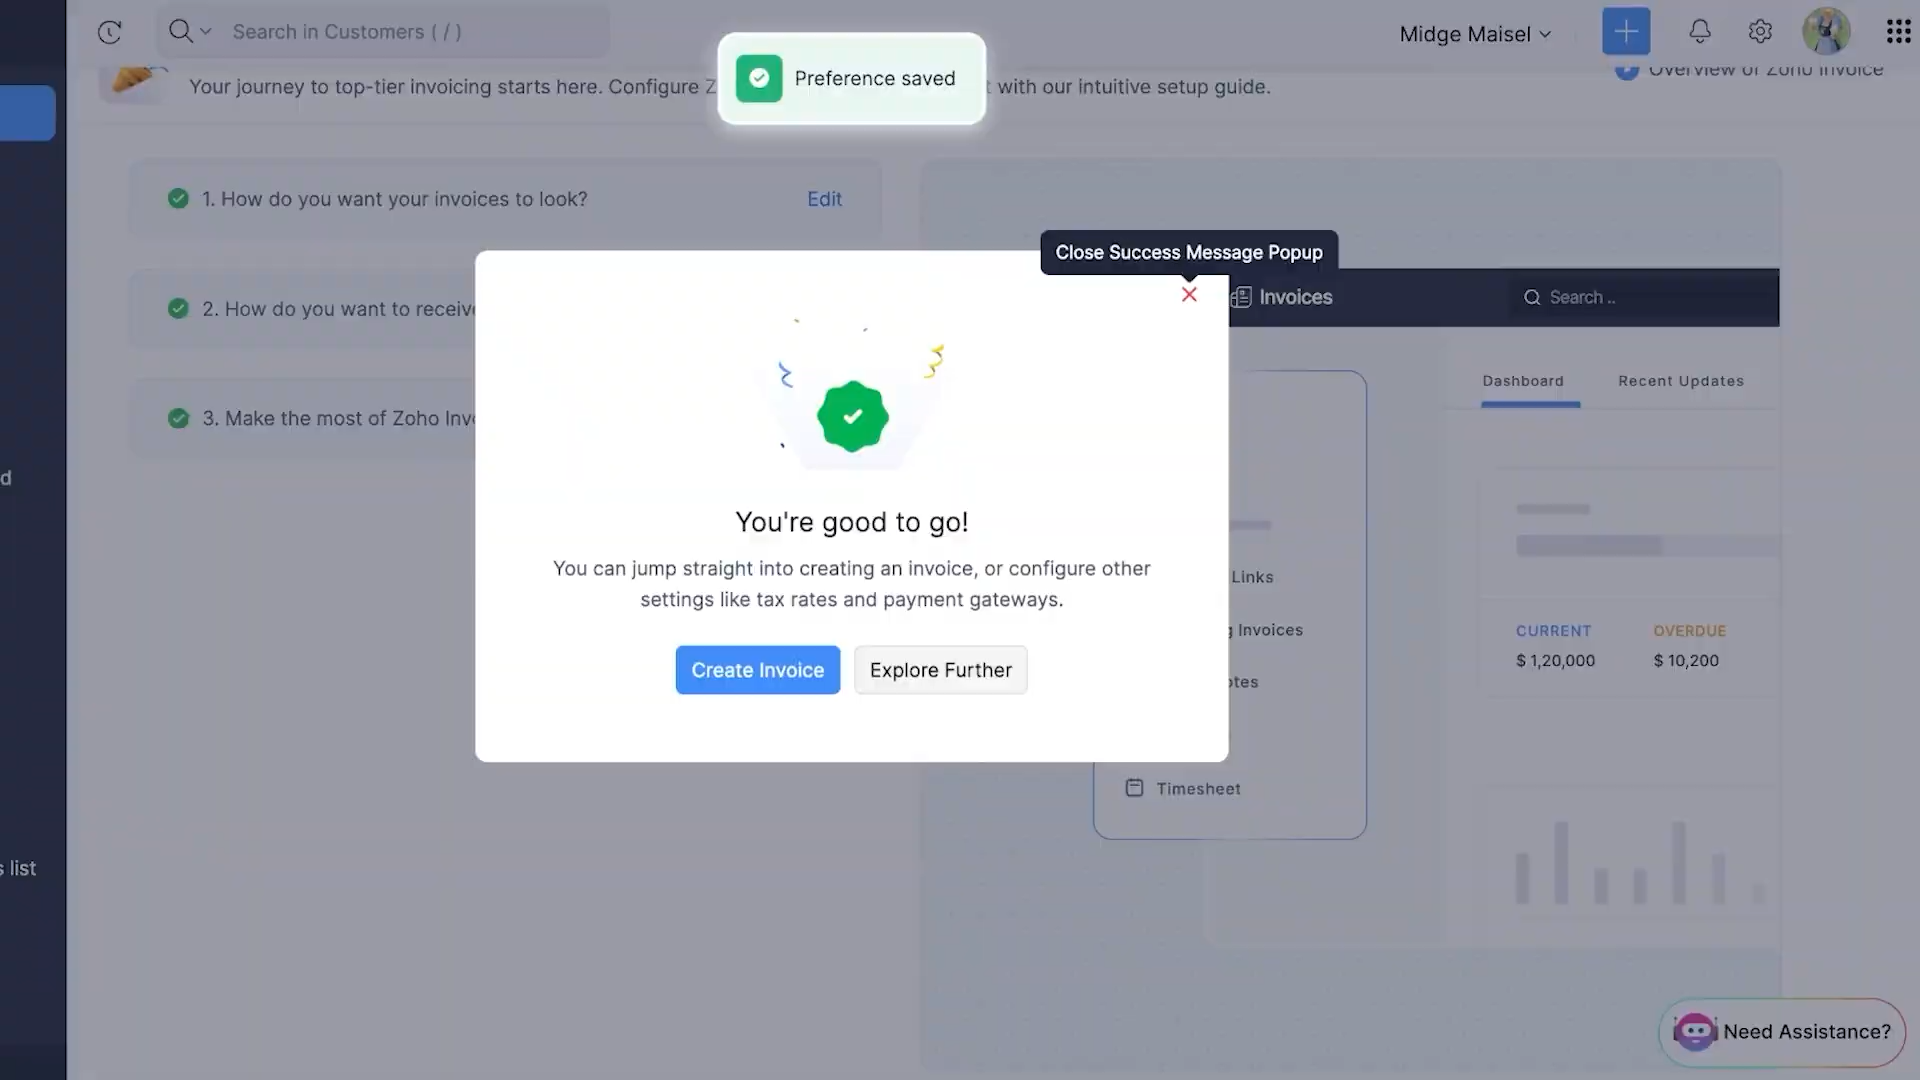 Search in Customers ( / )
Midge Maisel
Preference saved
Your journey to top-tier invoicing starts here. Configure Z
with our intuitive setup guide.
Overview of Zoho Invoice
1. How do you want your invoices to look?
Edit
Close Success Message Popup
2. How do you want to receive
Invoices
Search ..
Dashboard
Recent Updates
3. Make the most of Zoho Inv
d
You're good to go!
You can jump straight into creating an invoice, or configure other
settings like tax rates and payment gateways.
Links
g Invoices
CURRENT
OVERDUE
$ 1,20,000
$ 10,200
Create Invoice
Explore Further
otes
Timesheet
s list
Need Assistance?